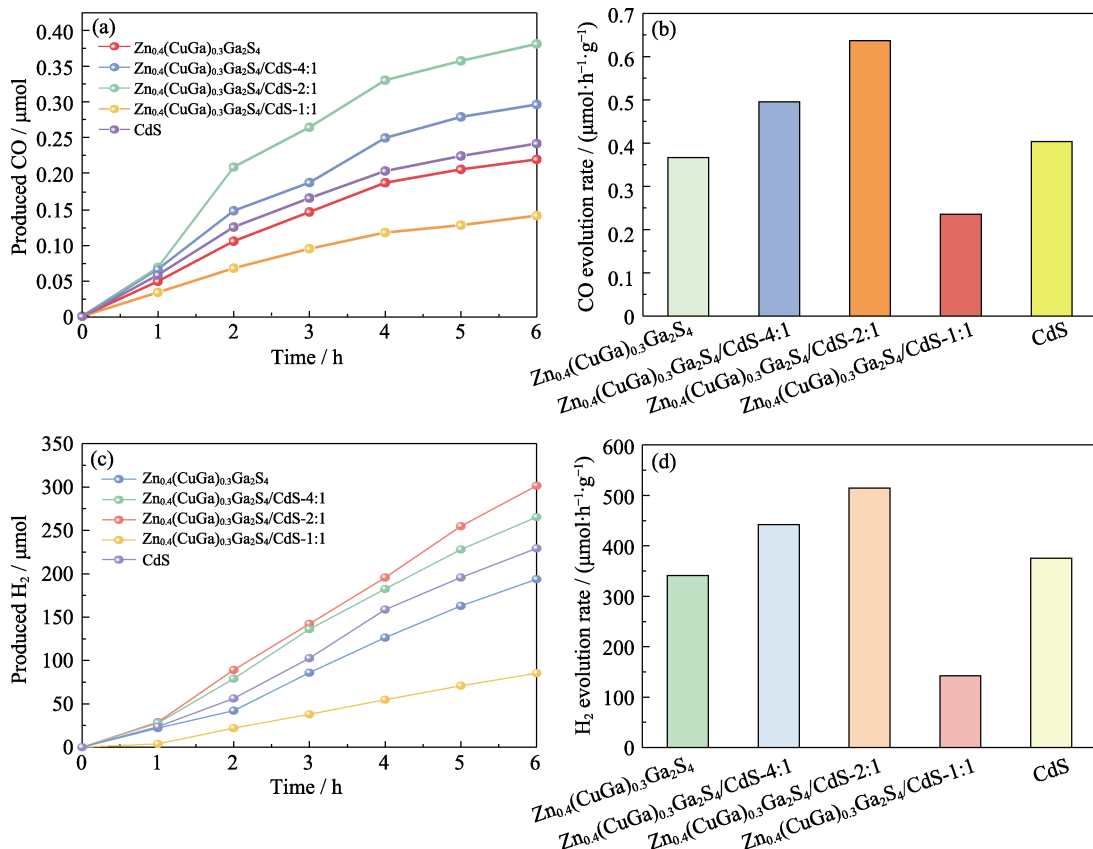 (a)
Zn0.4(CuGa)0.3Ga2S4
Zn0.4(CuGa)0.3Ga2S4/CdS-4:1
Zn0.4(CuGa)0.3Ga2S4/CdS-2:1
Zn0.4(CuGa)0.3Ga2S4/CdS-1:1
CdS
Produced CO / μmol
0.40
0.35
0.30
0.25
0.20
0.15
0.10
0.05
0
0 1 2 3 4 5 6
Time / h
(b)
CO evolution rate / (μmol·h⁻¹·g⁻¹)
0.7
0.6
0.5
0.4
0.3
0.2
0.1
0
Zn0.4(CuGa)0.3Ga2S4
Zn0.4(CuGa)0.3Ga2S4/CdS-4:1
Zn0.4(CuGa)0.3Ga2S4/CdS-2:1
Zn0.4(CuGa)0.3Ga2S4/CdS-1:1
CdS
(c)
Zn0.4(CuGa)0.3Ga2S4
Zn0.4(CuGa)0.3Ga2S4/CdS-4:1
Zn0.4(CuGa)0.3Ga2S4/CdS-2:1
Zn0.4(CuGa)0.3Ga2S4/CdS-1:1
CdS
Produced H2 / μmol
350
300
250
200
150
100
50
0
0 1 2 3 4 5 6
Time / h
(d)
H2 evolution rate / (μmol·h⁻¹·g⁻¹)
600
500
400
300
200
100
0
Zn0.4(CuGa)0.3Ga2S4
Zn0.4(CuGa)0.3Ga2S4/CdS-4:1
Zn0.4(CuGa)0.3Ga2S4/CdS-2:1
Zn0.4(CuGa)0.3Ga2S4/CdS-1:1
CdS